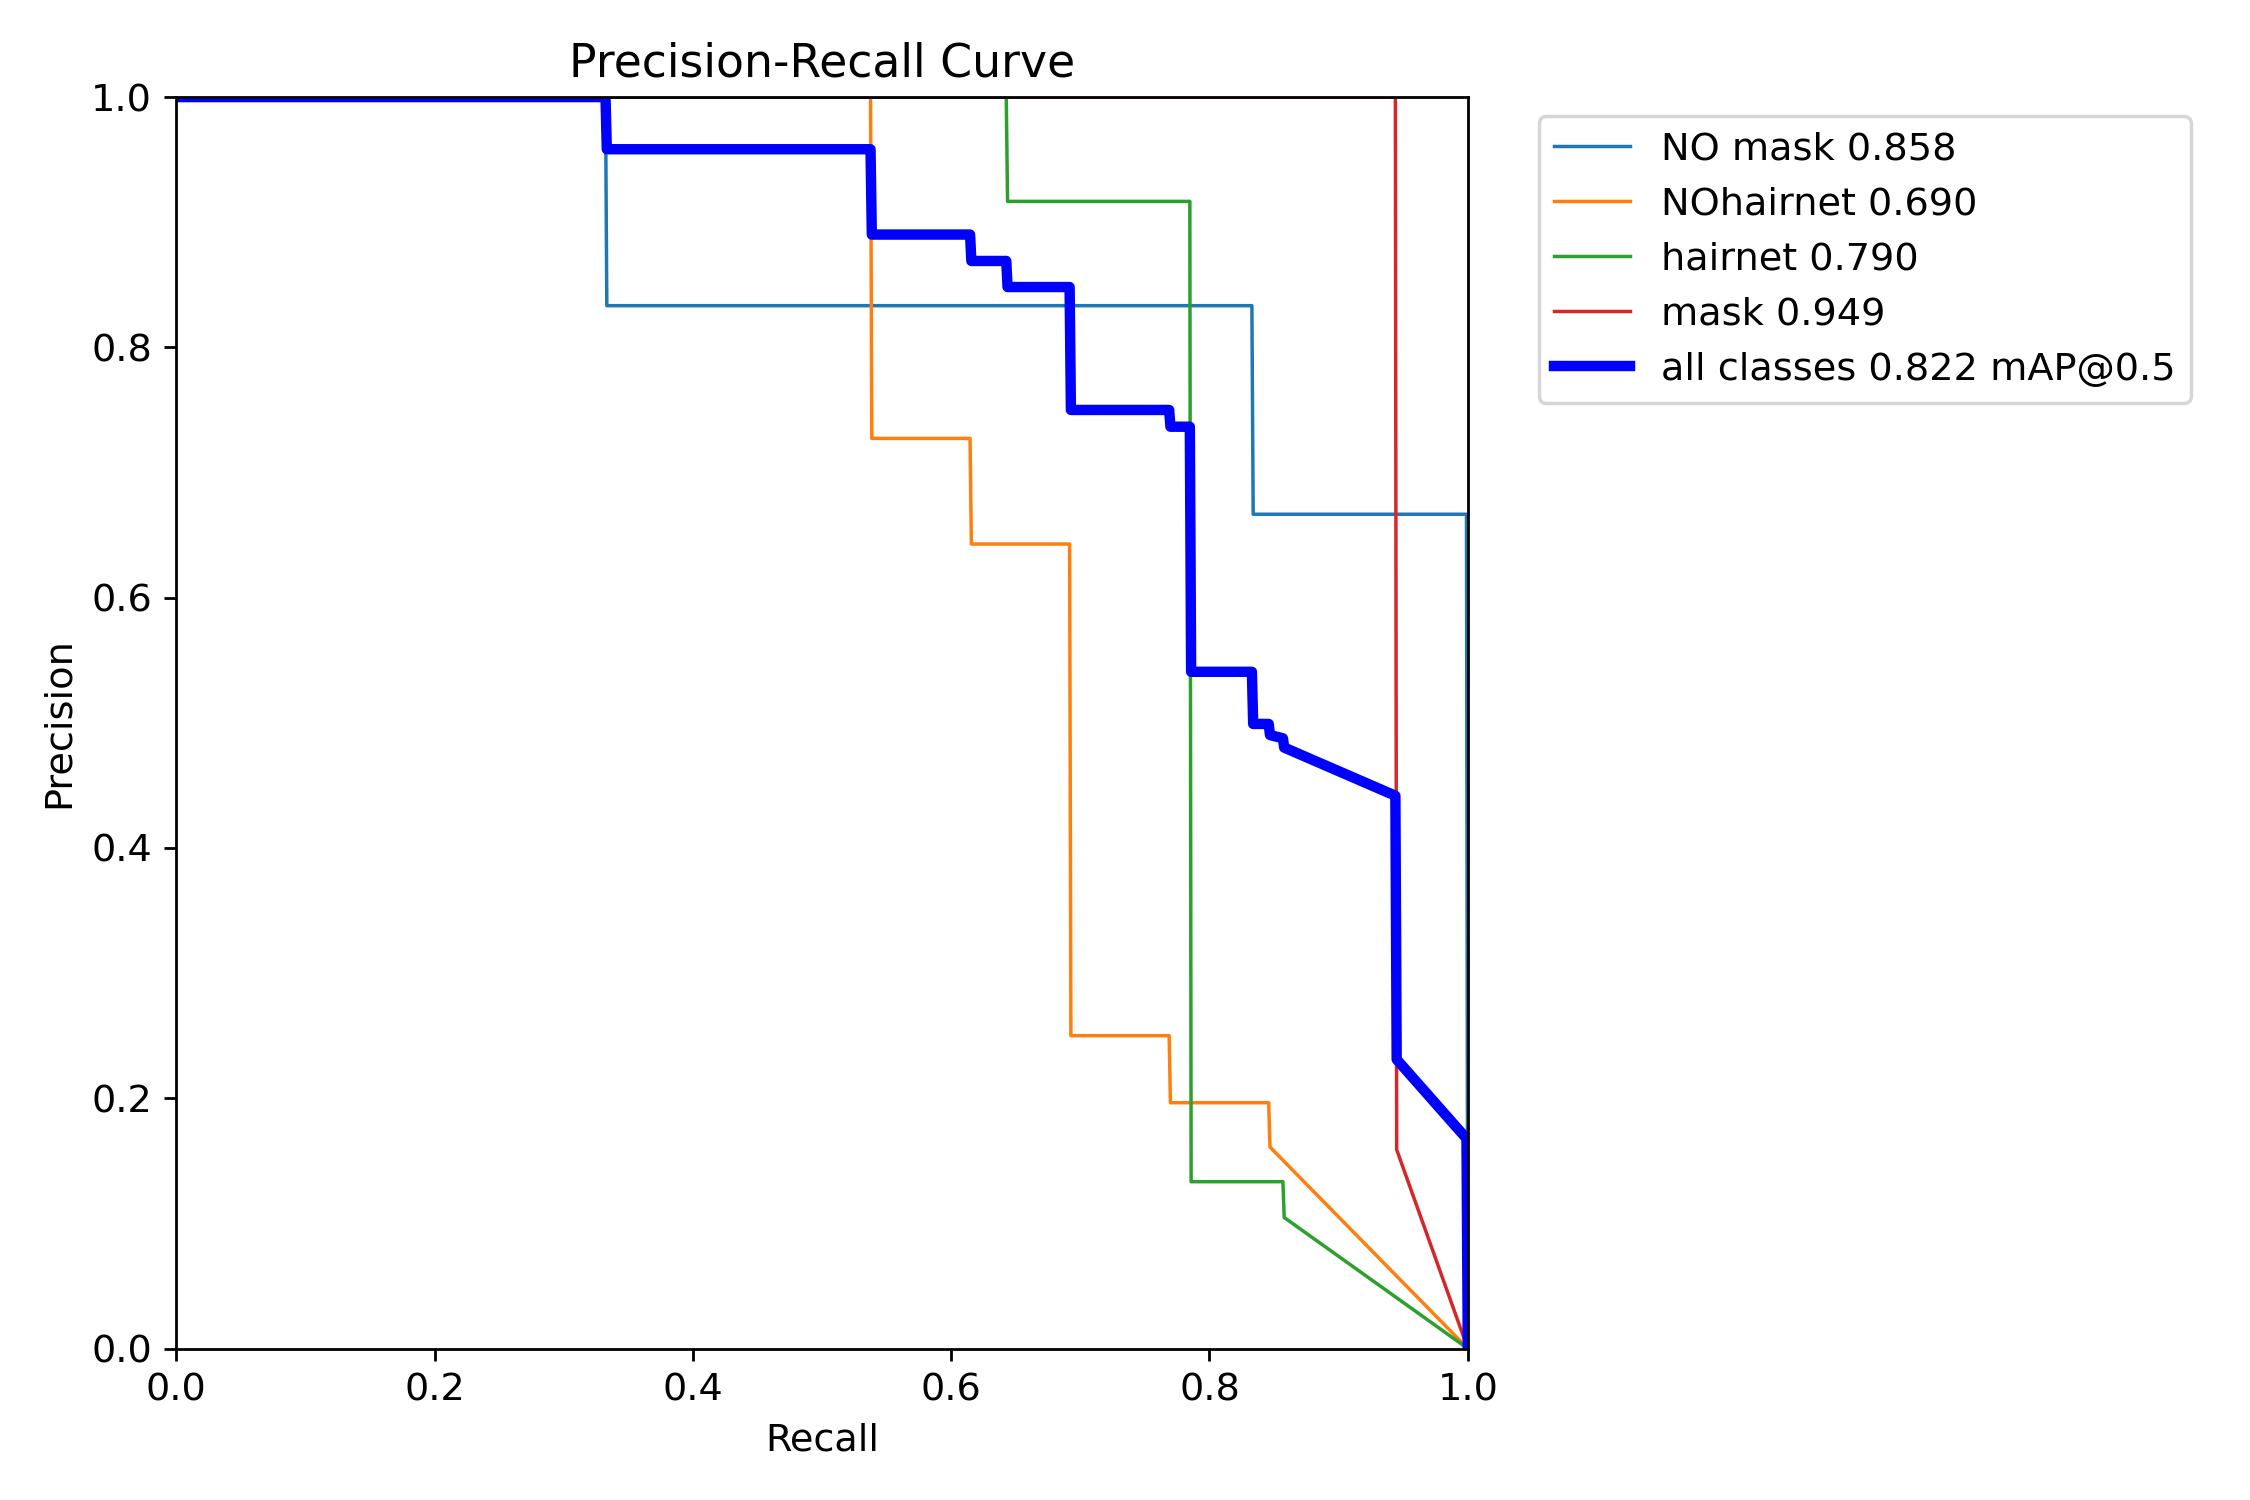 Precision-Recall Curve
1.0
0.8
0.6
0.4
0.2
0.0
Precision
0.0 0.2 0.4 0.6 0.8 1.0
Recall
NO mask 0.858
NOhairnet 0.690
hairnet 0.790
mask 0.949
all classes 0.822 mAP@0.5